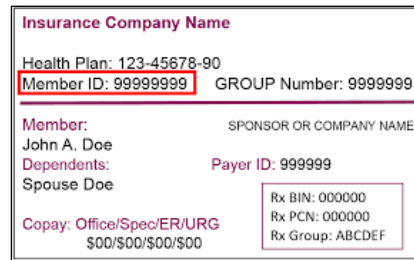 Insurance Company Name
Health Plan: 123-45678-90
Member ID: 99999999 GROUP Number: 9999999
Member: SPONSOR OR COMPANY NAME
John A. Doe
Dependents: Payer ID: 999999
Spouse Doe
Rx BIN: 000000
Rx PCN: 000000
Copay: Office/Spec/ER/URG
Rx Group: ABCDEF
$00/$00/$00/$00